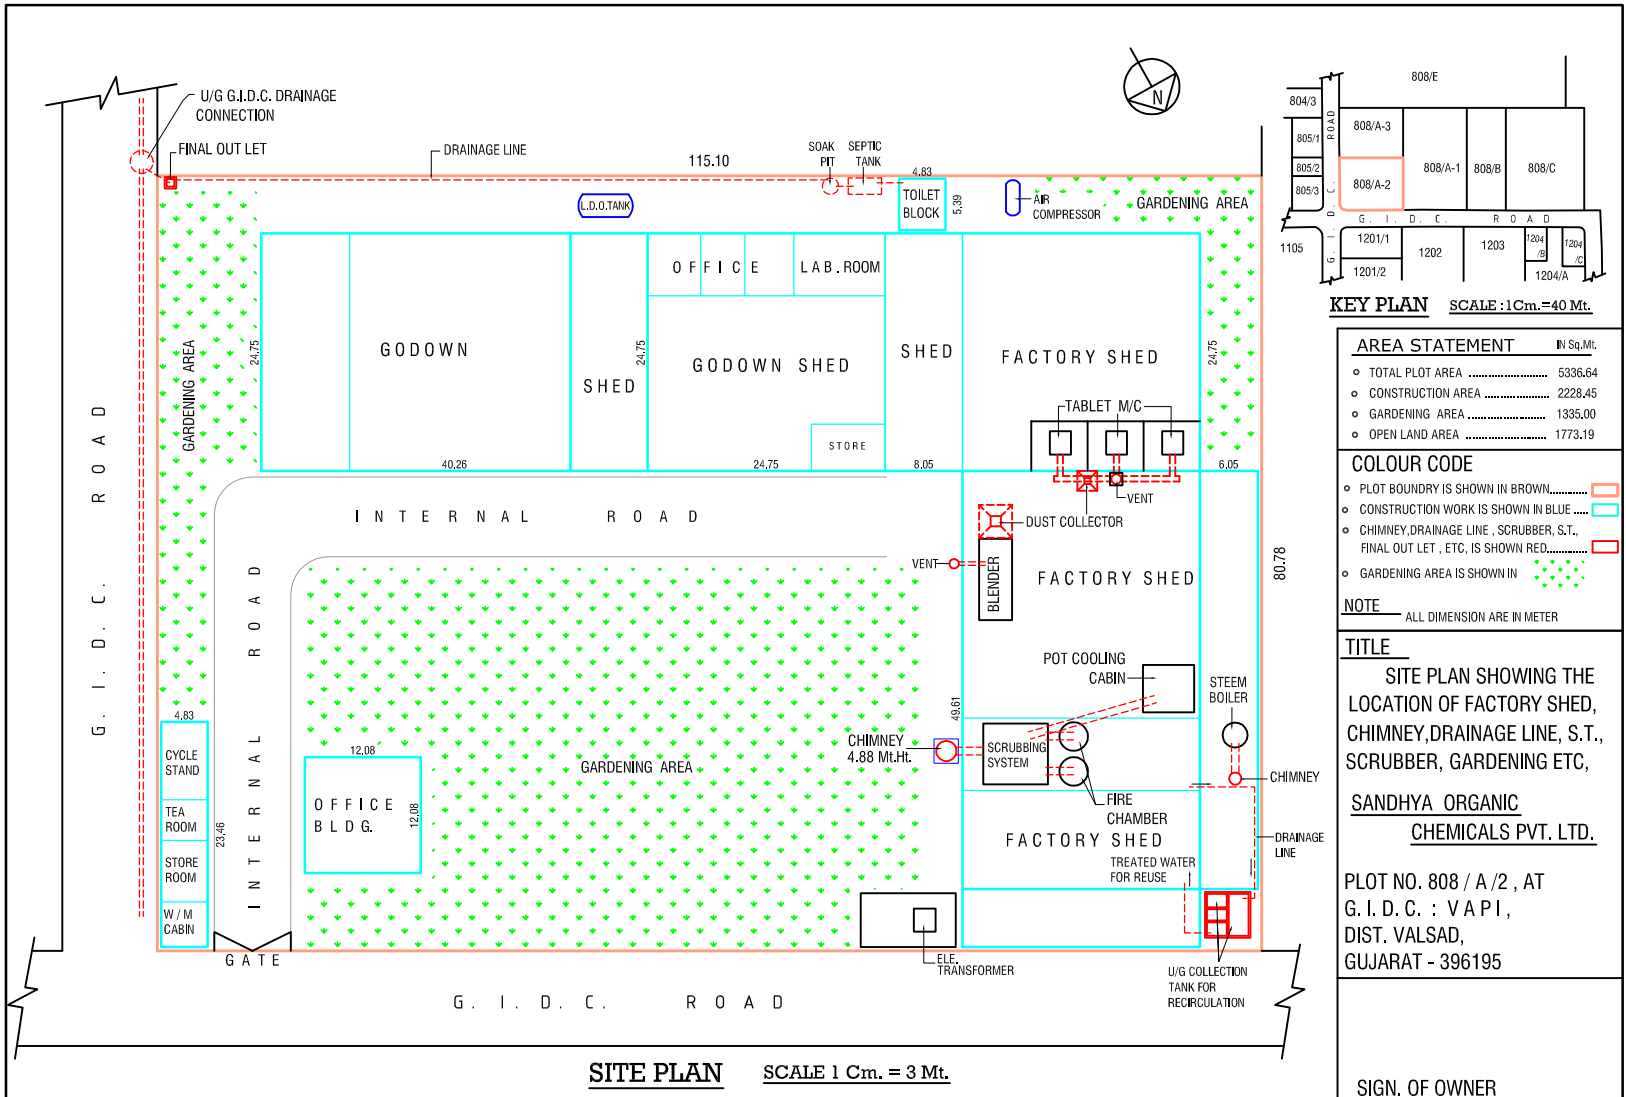 U/G G.I.D.C. DRAINAGE
CONNECTION
FINAL OUT LET
DRAINAGE LINE
115.10
SOAK
PIT
SEPTIC
TANK
4.83
TOILET
BLOCK
5.39
L.D.O.TANK
AIR
COMPRESSOR
GARDENING AREA
N
OFFICE
LAB.ROOM
GODOWN
24.75
SHED
24.75
GODOWN SHED
STORE
SHED
FACTORY SHED
24.75
GARDENING AREA
40.26
24.75
8.05
6.05
TABLET M/C
VENT
DUST COLLECTOR
VENT
BLENDER
FACTORY SHED
80.78
INTERNAL ROAD
INTERNAL ROAD
G. I. D. C. ROAD
POT COOLING
CABIN
STEEM
BOILER
49.61
CHIMNEY
4.88 Mt.Ht.
SCRUBBING
SYSTEM
FIRE
CHAMBER
CHIMNEY
FACTORY SHED
DRAINAGE
LINE
TREATED WATER
FOR REUSE
4.83
CYCLE
STAND
TEA
ROOM
STORE
ROOM
W / M
CABIN
23.46
12.08
OFFICE
BLDG.
12.08
GARDENING AREA
INTERNAL
GATE
ELE.
TRANSFORMER
U/G COLLECTION
TANK FOR
RECIRCULATION
G. I. D. C. ROAD
SITE PLAN SCALE 1 Cm. = 3 Mt.
808/E
804/3
805/1
805/2
805/3
ROAD
G. I. D. C.
808/A-3
808/A-2
808/A-1
808/B
808/C
G. I. D. C. ROAD
1105
1201/1
1201/2
1202
1203
1204
/B
1204
/C
1204/A
KEY PLAN SCALE :1Cm.=40 Mt.
AREA STATEMENT IN Sq.Mt.
TOTAL PLOT AREA .................... 5336.64
CONSTRUCTION AREA ................ 2228.45
GARDENING AREA .................... 1335.00
OPEN LAND AREA .................... 1773.19
COLOUR CODE
PLOT BOUNDRY IS SHOWN IN BROWN.........
CONSTRUCTION WORK IS SHOWN IN BLUE ....
CHIMNEY,DRAINAGE LINE , SCRUBBER, S.T.,
FINAL OUT LET , ETC, IS SHOWN RED..........
GARDENING AREA IS SHOWN IN
NOTE ALL DIMENSION ARE IN METER
TITLE
SITE PLAN SHOWING THE
LOCATION OF FACTORY SHED,
CHIMNEY,DRAINAGE LINE, S.T.,
SCRUBBER, GARDENING ETC,
SANDHYA ORGANIC
CHEMICALS PVT. LTD.
PLOT NO. 808 / A /2 , AT
G. I. D. C. : VAPI ,
DIST. VALSAD,
GUJARAT - 396195
SIGN. OF OWNER